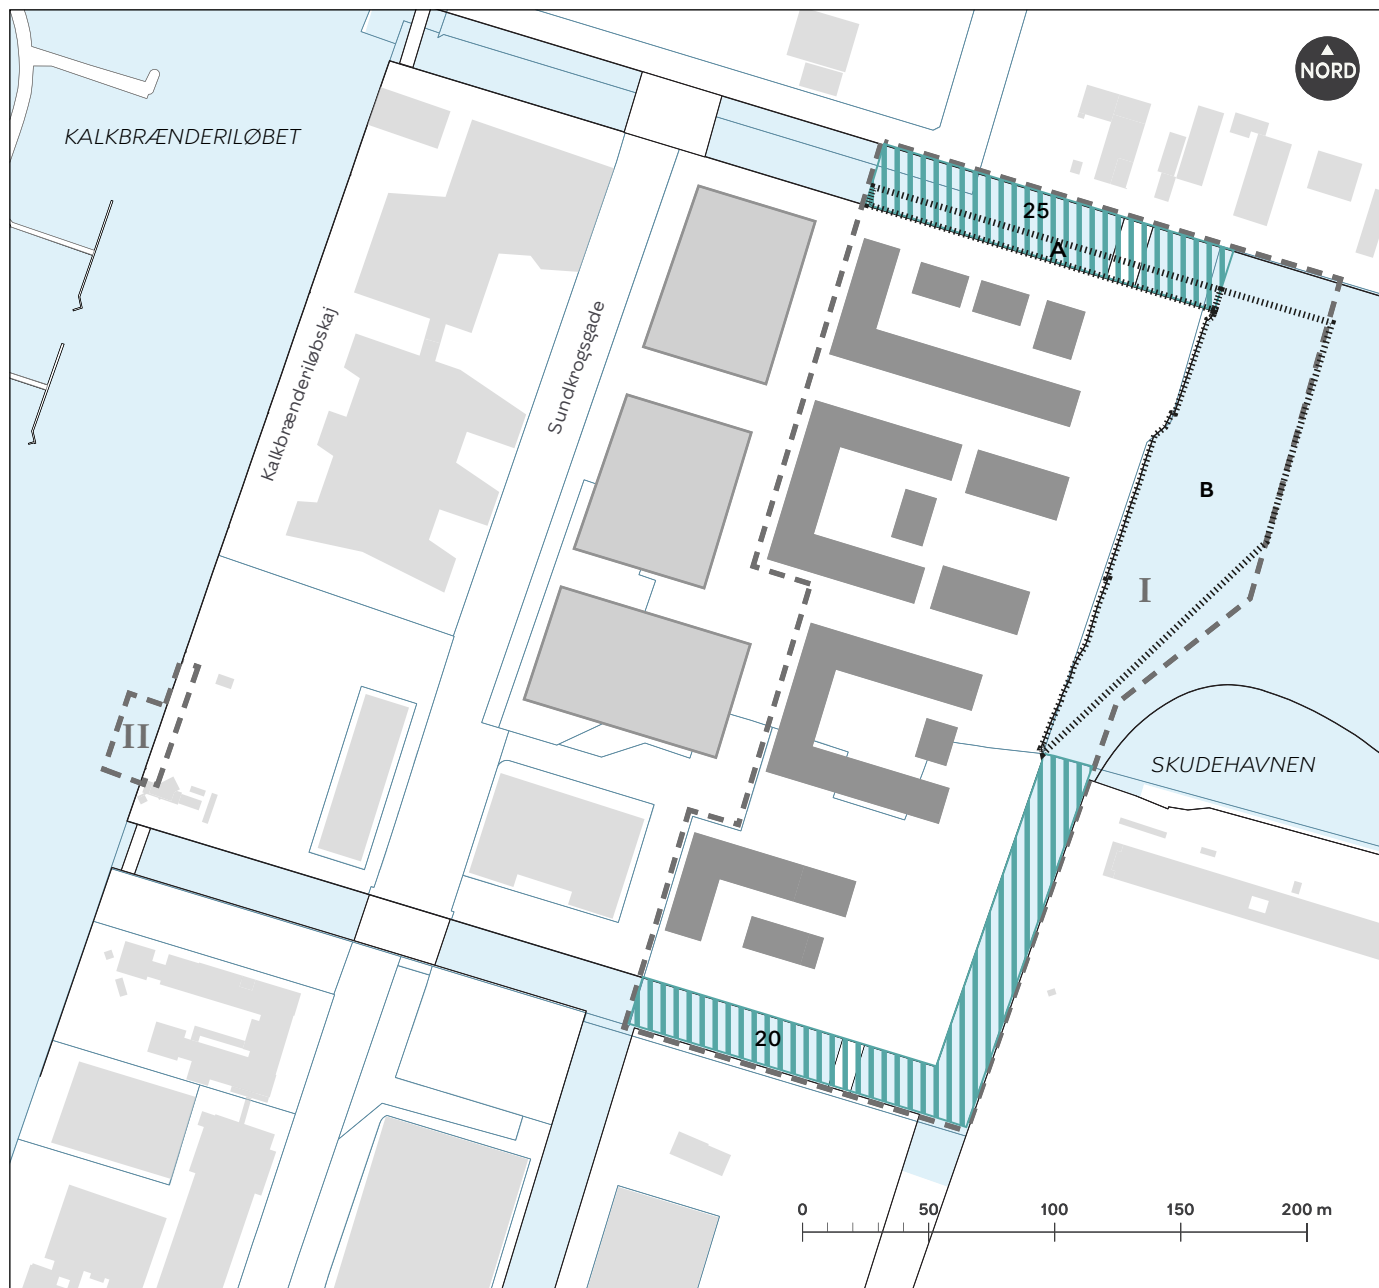 NORD
KALKBRÆNDERILØBET
25
A
Kalkbrænderiløbskaj
Sundkrogsgade
B
I
II
SKUDEHAVNEN
20
0 50 100 150 200 m